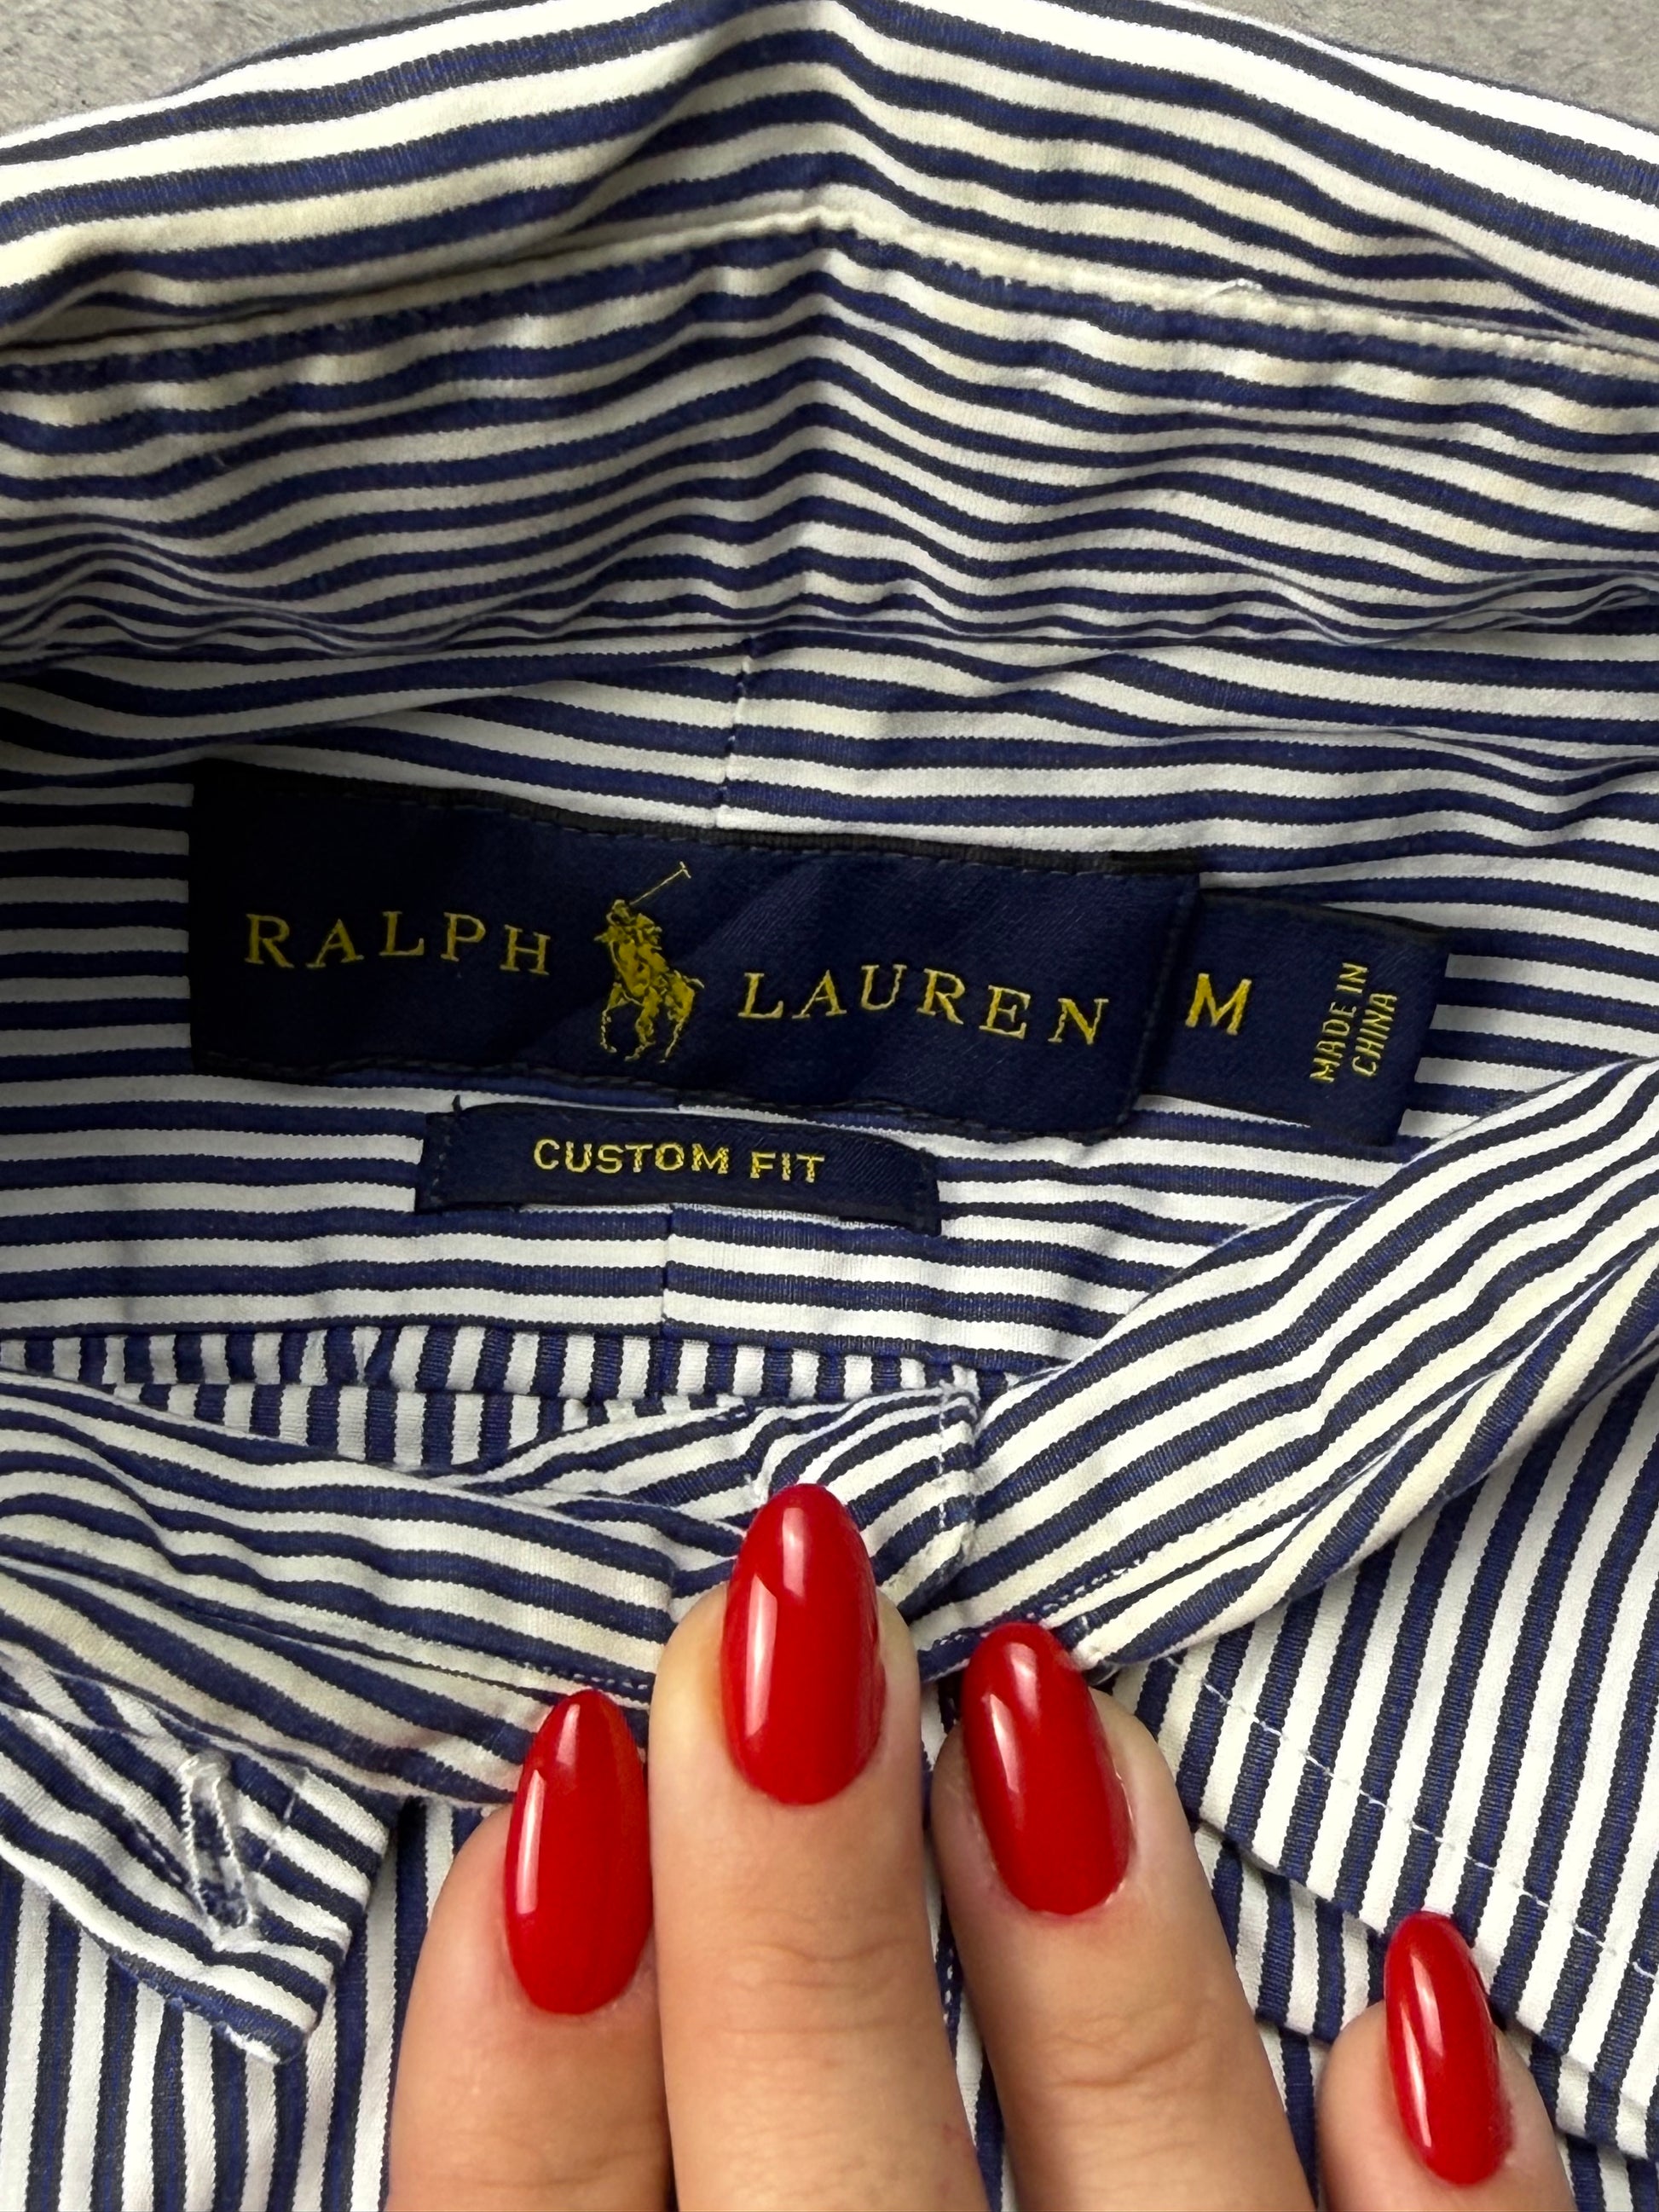 RALPH LAUREN M
MADE IN
CHINA
CUSTOM FIT